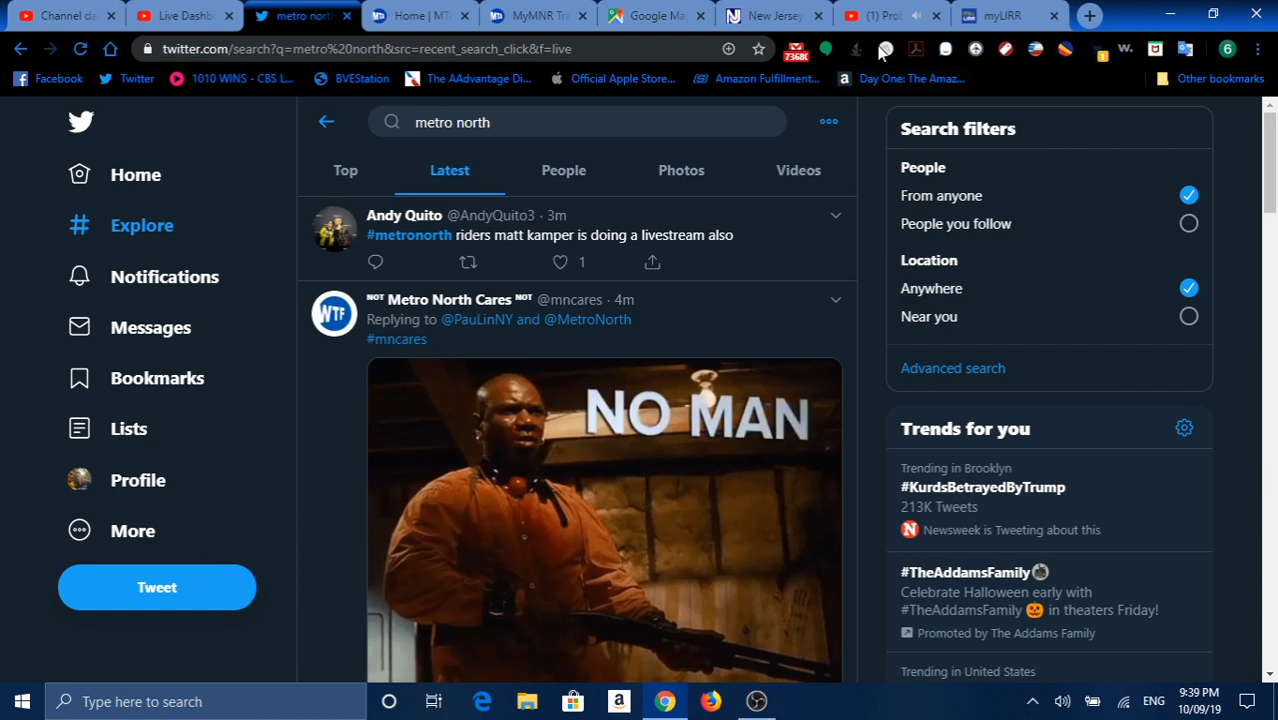 Channel da
Live Dashb
metro nort
Home | MT
MyMNR Tra
Google Ma
New Jersey
(1) Prob
myLIRR
twitter.com/search?q=metro%20north&src=recent_search_click&f=live
7368(
W.
6
Facebook
Twitter
1010 WINS - CBS L...
BVEStation
The AAdvantage Di...
Official Apple Store...
Amazon Fulfillment...
Day One: The Amaz...
Other bookmarks
Home
Explore
Notifications
Messages
Bookmarks
Lists
Profile
More
Tweet
metro north
Top
Latest
People
Photos
Videos
Andy Quito @AndyQuito3 · 3m
#metronorth riders matt kamper is doing a livestream also
1
WTF
ᴺᴼᵀ Metro North Cares ᴺᴼᵀ @mncares · 4m
Replying to @PauLinNY and @MetroNorth
#mncares
NO MAN
Search filters
People
From anyone
People you follow
Location
Anywhere
Near you
Advanced search
Trends for you
Trending in Brooklyn
#KurdsBetrayedByTrump
213K Tweets
Newsweek is Tweeting about this
#TheAddamsFamily
Celebrate Halloween early with
#TheAddamsFamily 🎃 in theaters Friday!
Promoted by The Addams Family
Trending in United States
Type here to search
ENG
9:39 PM
10/09/19